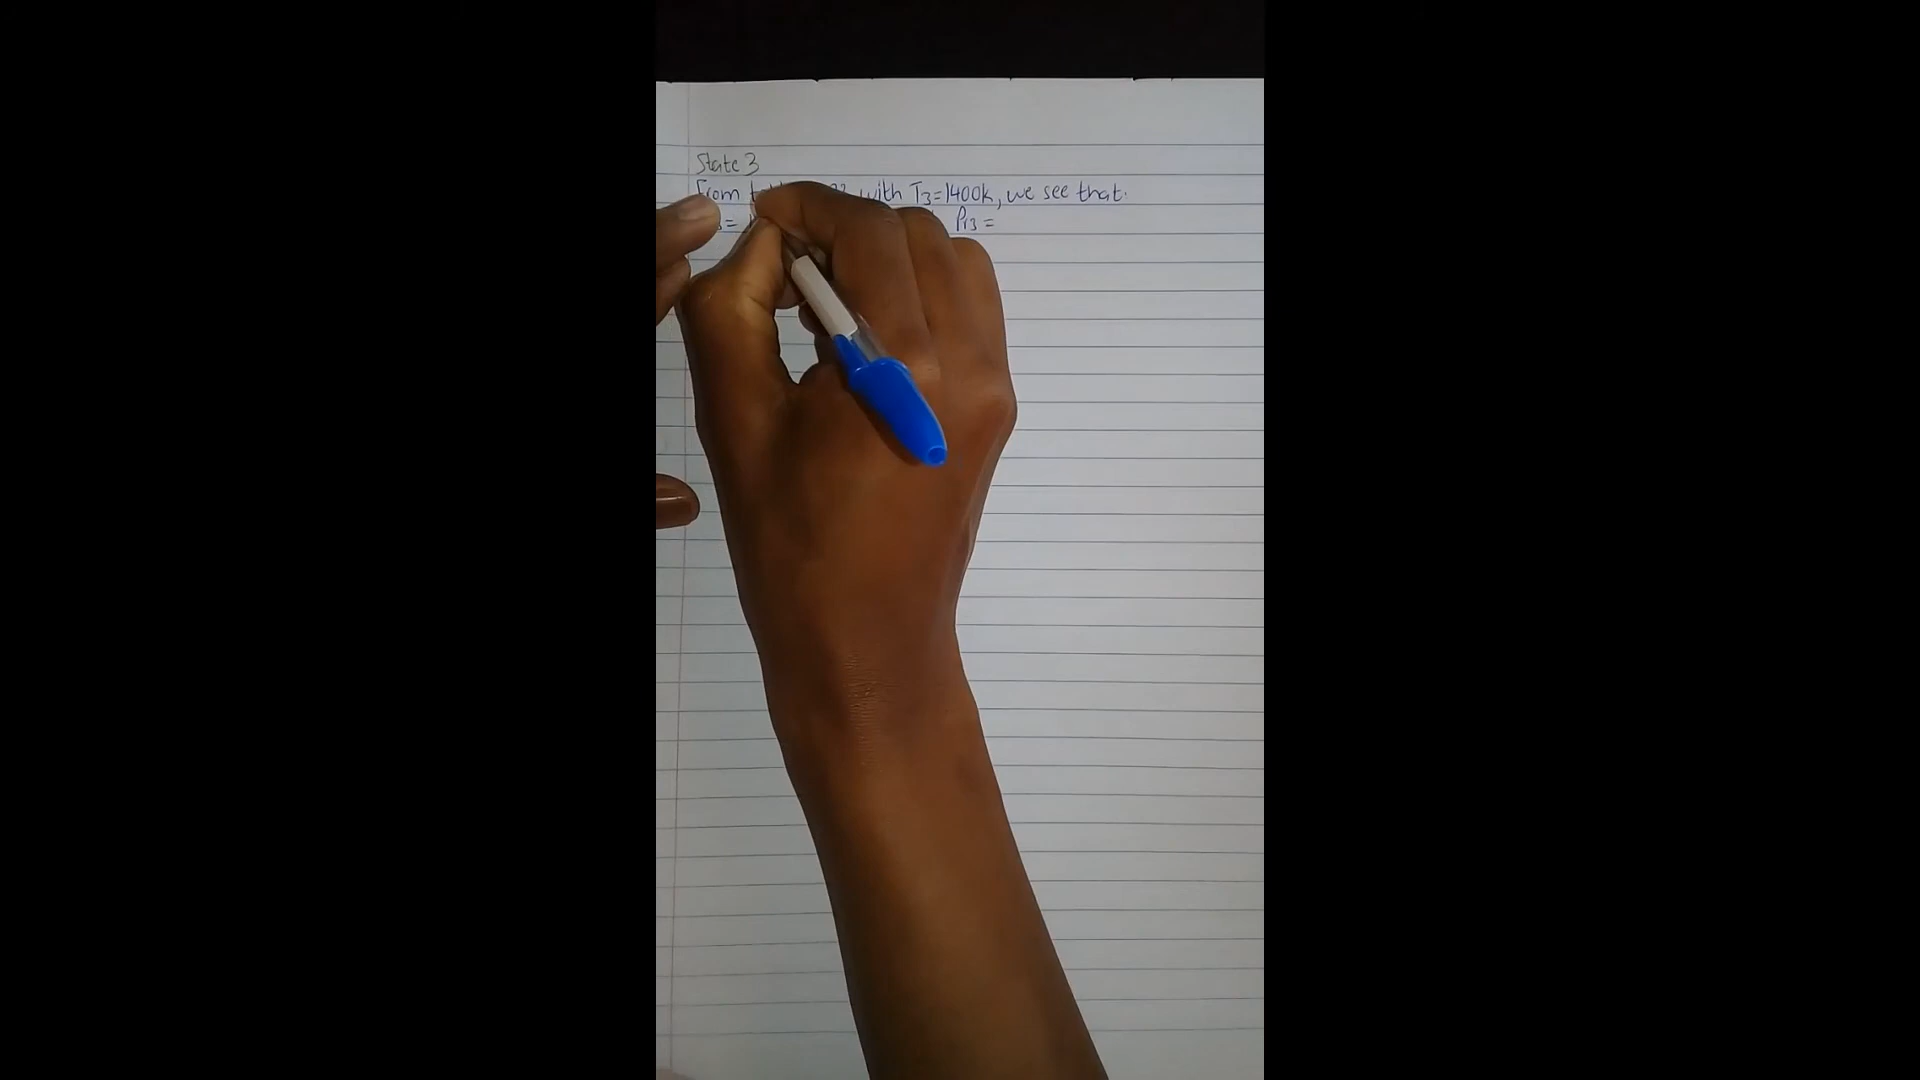 State 3
From with T3=1400k, we see that.
= Pr3 =